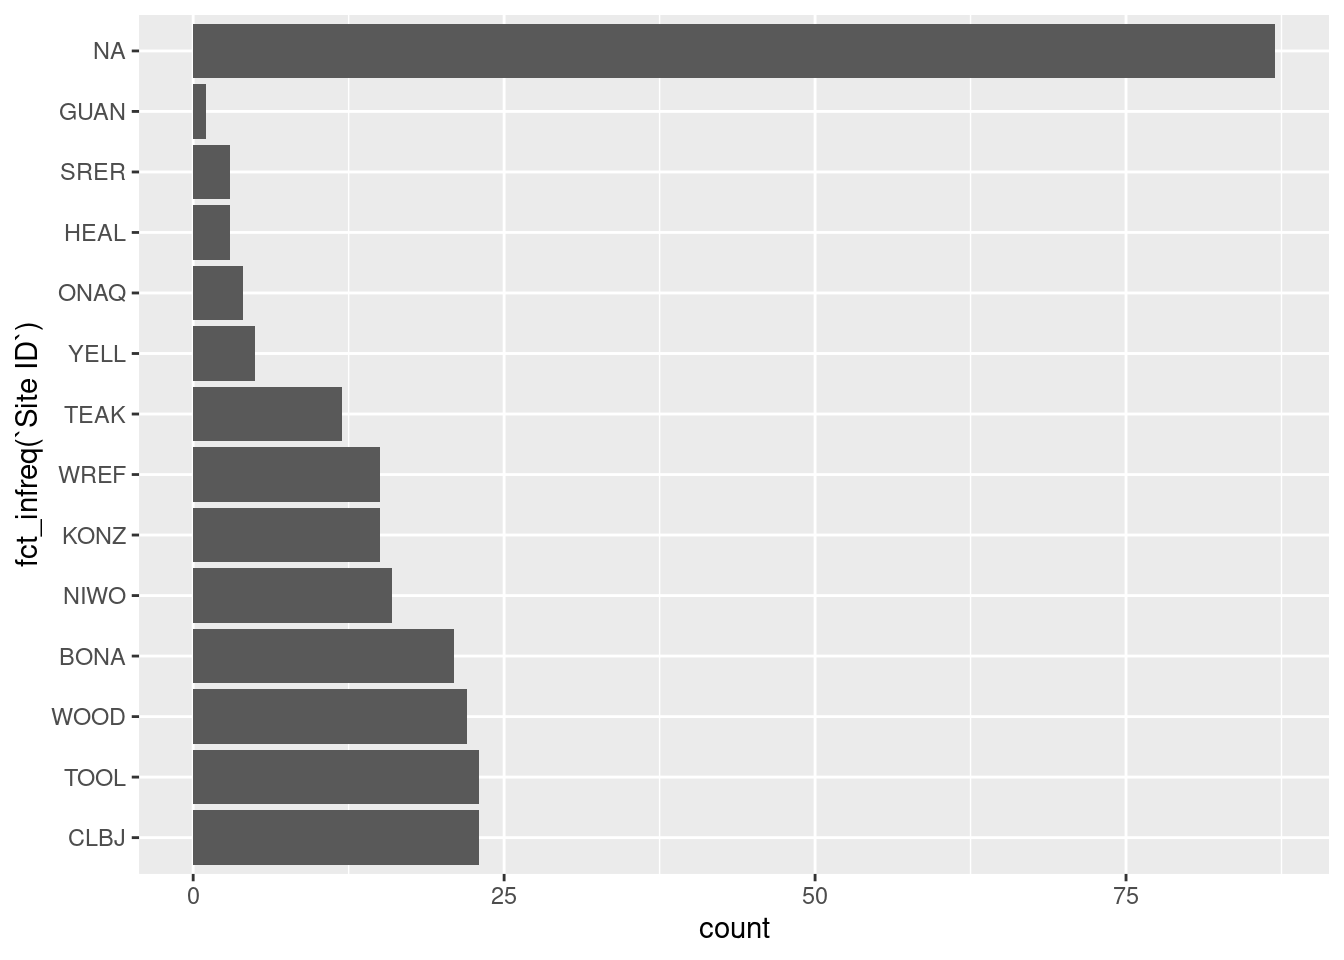 NA
GUAN
SRER
HEAL
ONAQ
YELL
TEAK
WREF
KONZ
NIWO
BONA
WOOD
TOOL
CLBJ
fct_infreq(`Site ID`)
0 25 50 75
count